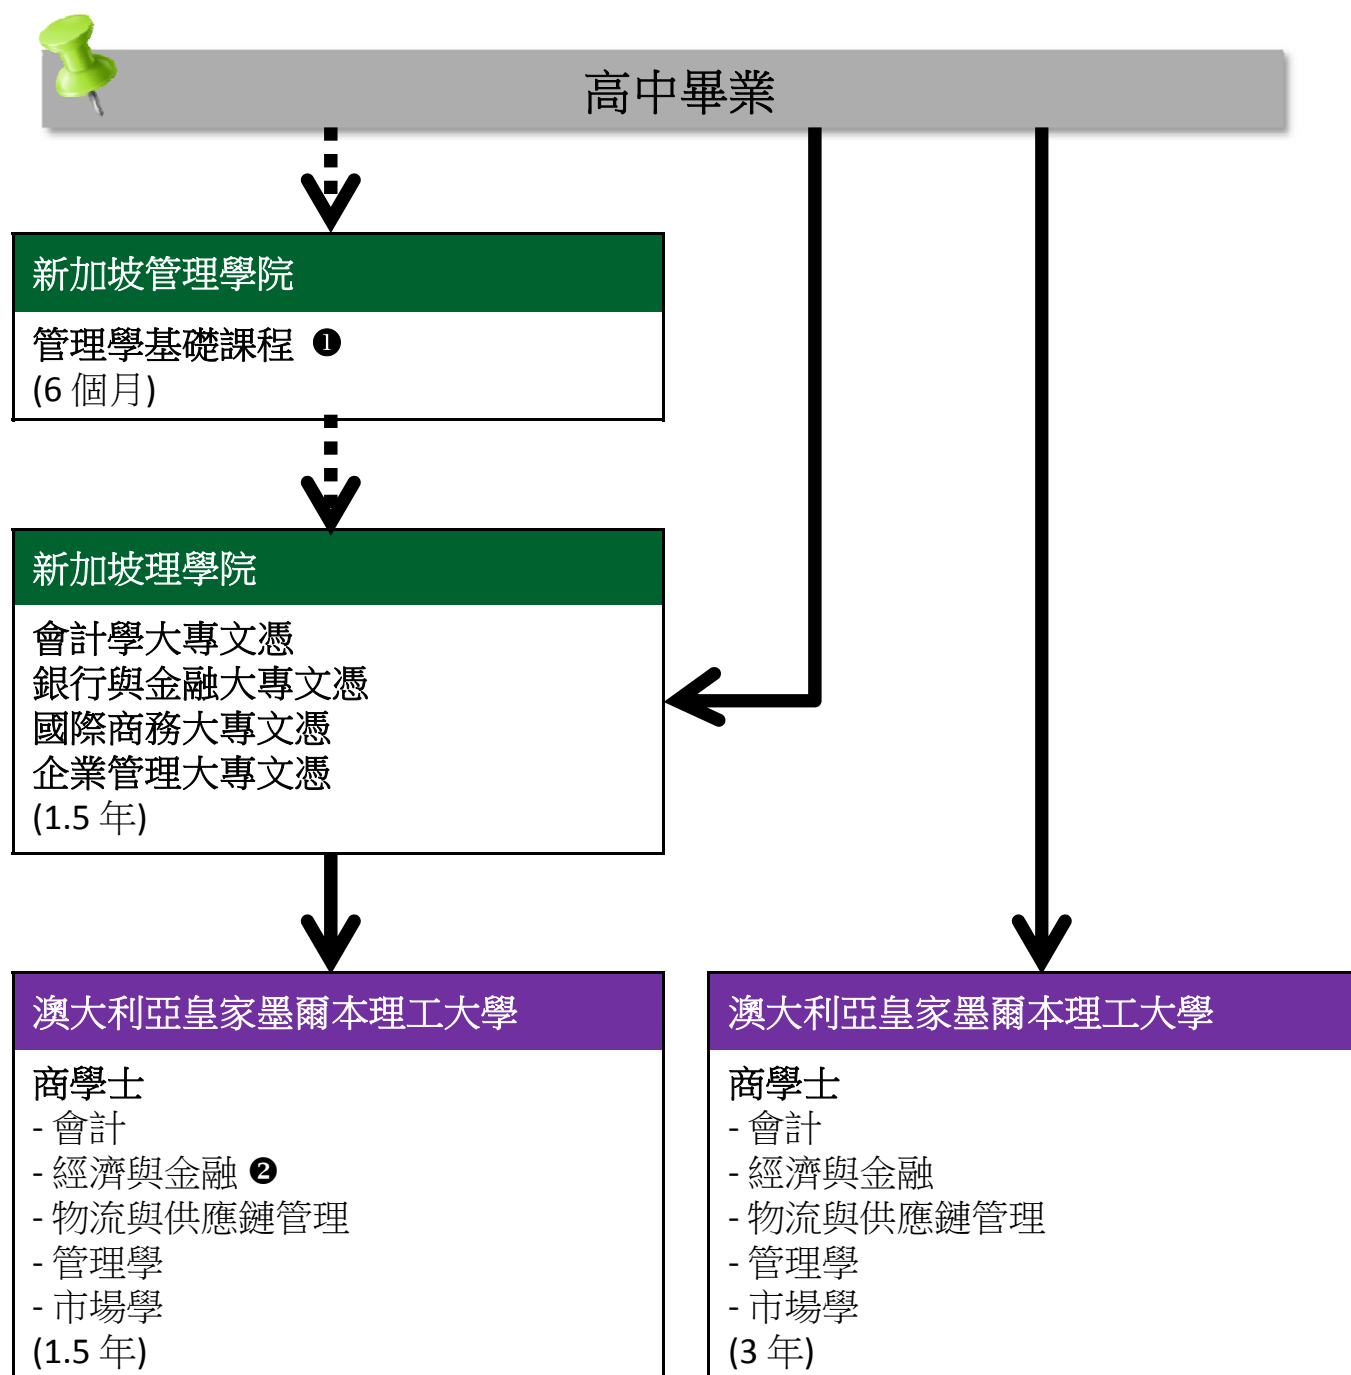 高中畢業
新加坡管理學院
管理學基礎課程 ❶
(6 個月)
新加坡理學院
會計學大專文憑
銀行與金融大專文憑
國際商務大專文憑
企業管理大專文憑
(1.5 年)
澳大利亞皇家墨爾本理工大學
商學士
- 會計
- 經濟與金融 ❷
- 物流與供應鏈管理
- 管理學
- 市場學
(1.5 年)
澳大利亞皇家墨爾本理工大學
商學士
- 會計
- 經濟與金融
- 物流與供應鏈管理
- 管理學
- 市場學
(3 年)